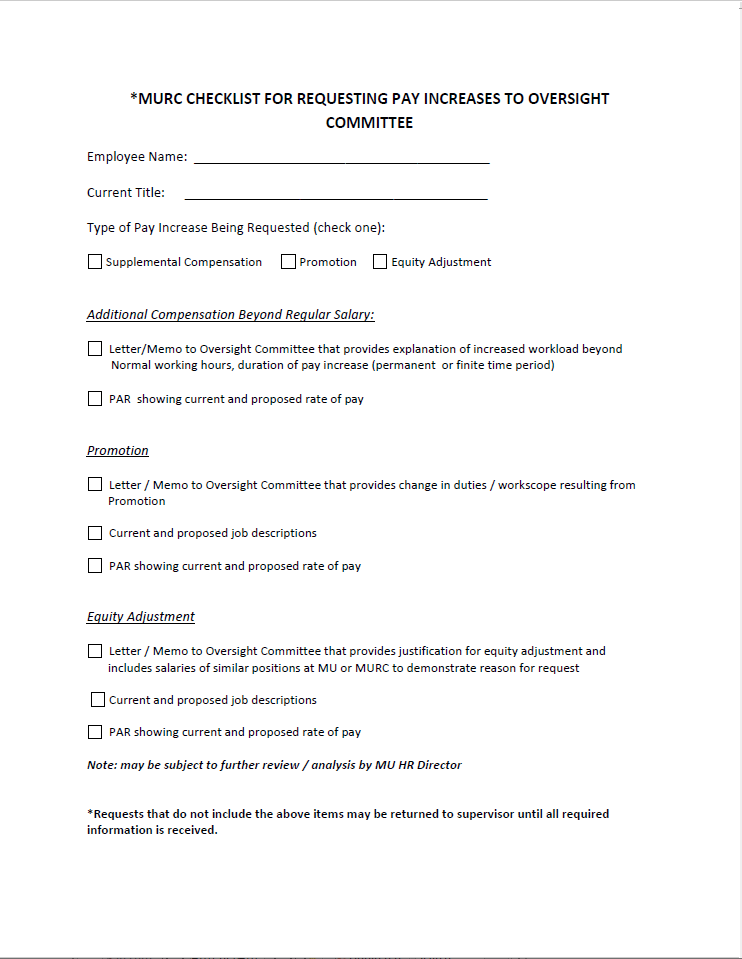 *MURC CHECKLIST FOR REQUESTING PAY INCREASES TO OVERSIGHT
COMMITTEE
Employee Name:
Current Title:
Type of Pay Increase Being Requested (check one):
Supplemental Compensation Promotion Equity Adjustment
Additional Compensation Beyond Regular Salary:
Letter/Memo to Oversight Committee that provides explanation of increased workload beyond
Normal working hours, duration of pay increase (permanent or finite time period)
PAR showing current and proposed rate of pay
Promotion
Letter / Memo to Oversight Committee that provides change in duties / workscope resulting from
Promotion
Current and proposed job descriptions
PAR showing current and proposed rate of pay
Equity Adjustment
Letter / Memo to Oversight Committee that provides justification for equity adjustment and
includes salaries of similar positions at MU or MURC to demonstrate reason for request
Current and proposed job descriptions
PAR showing current and proposed rate of pay
Note: may be subject to further review / analysis by MU HR Director
*Requests that do not include the above items may be returned to supervisor until all required
information is received.